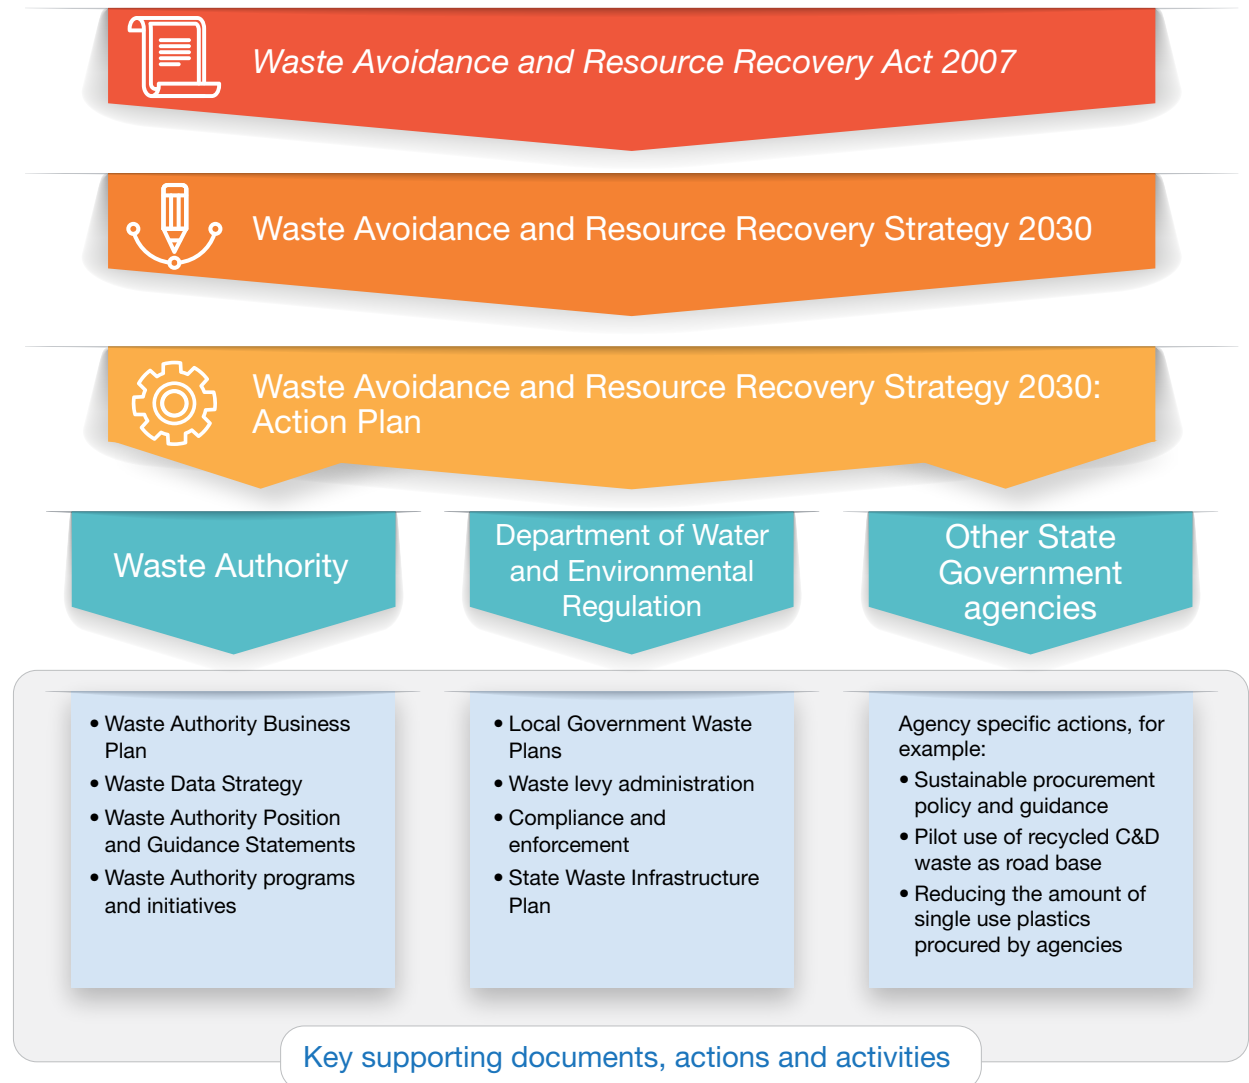 Waste Avoidance and Resource Recovery Act 2007
Waste Avoidance and Resource Recovery Strategy 2030
Waste Avoidance and Resource Recovery Strategy 2030:
Action Plan
Waste Authority
Department of Water
and Environmental
Regulation
Other State
Government
agencies
• Waste Authority Business
Plan
• Waste Data Strategy
• Waste Authority Position
and Guidance Statements
• Waste Authority programs
and initiatives
• Local Government Waste
Plans
• Waste levy administration
• Compliance and
enforcement
• State Waste Infrastructure
Plan
Agency specific actions, for
example:
• Sustainable procurement
policy and guidance
• Pilot use of recycled C&D
waste as road base
• Reducing the amount of
single use plastics
procured by agencies
Key supporting documents, actions and activities